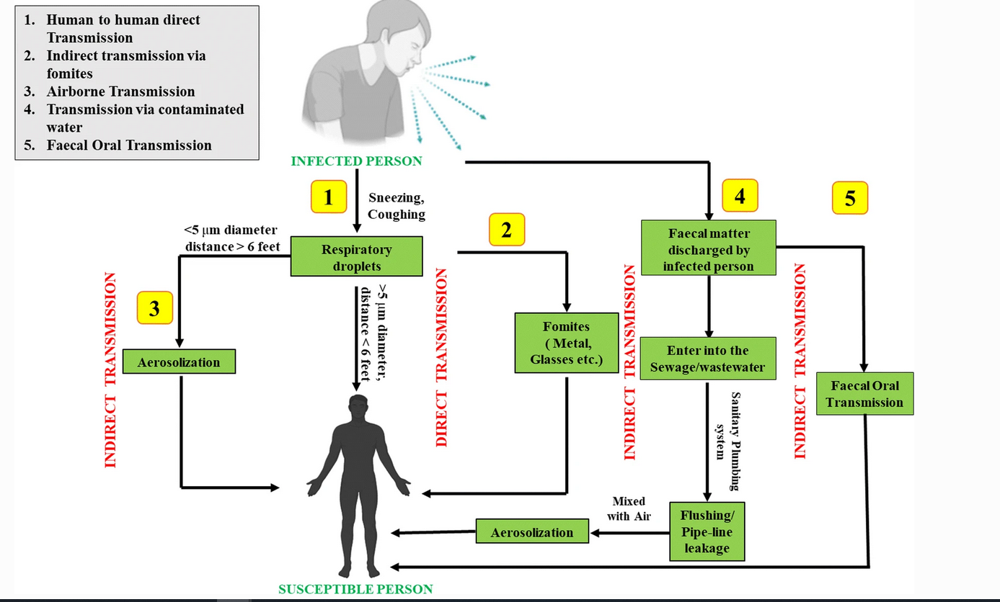 1. Human to human direct
Transmission
2. Indirect transmission via
fomites
3. Airborne Transmission
4. Transmission via contaminated
water
5. Faecal Oral Transmission
INFECTED PERSON
1
Sneezing,
Coughing
2
4
5
<5 μm diameter
distance > 6 feet
Respiratory
droplets
Faecal matter
discharged by
infected person
3
INDIRECT TRANSMISSION
>5 μm diameter,
distance < 6 feet
DIRECT TRANSMISSION
Fomites
( Metal,
Glasses etc.)
INDIRECT TRANSMISSION
Enter into the
Sewage/wastewater
INDIRECT TRANSMISSION
Aerosolization
Faecal Oral
Transmission
Sanitary Plumbing
system
Mixed
with Air
Flushing/
Pipe-line
leakage
Aerosolization
SUSCEPTIBLE PERSON